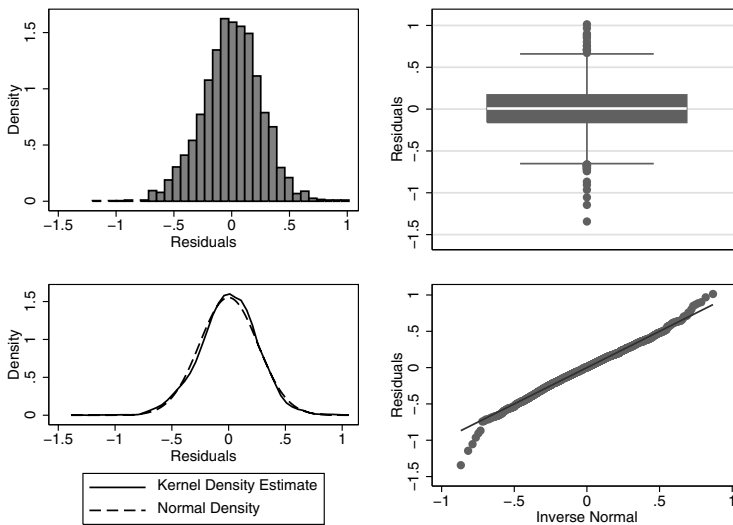 1.5
1
.5
0
Density
−1.5 −1 −.5 0 .5 1
Residuals
1
.5
0
−.5
−1
−1.5
Residuals
1.5
1
.5
0
Density
−1.5 −1 −.5 0 .5 1
Residuals
Kernel Density Estimate
Normal Density
1
0.5
0
−.5
−1
−1.5
Residuals
−1 −.5 0 .5 1
Inverse Normal